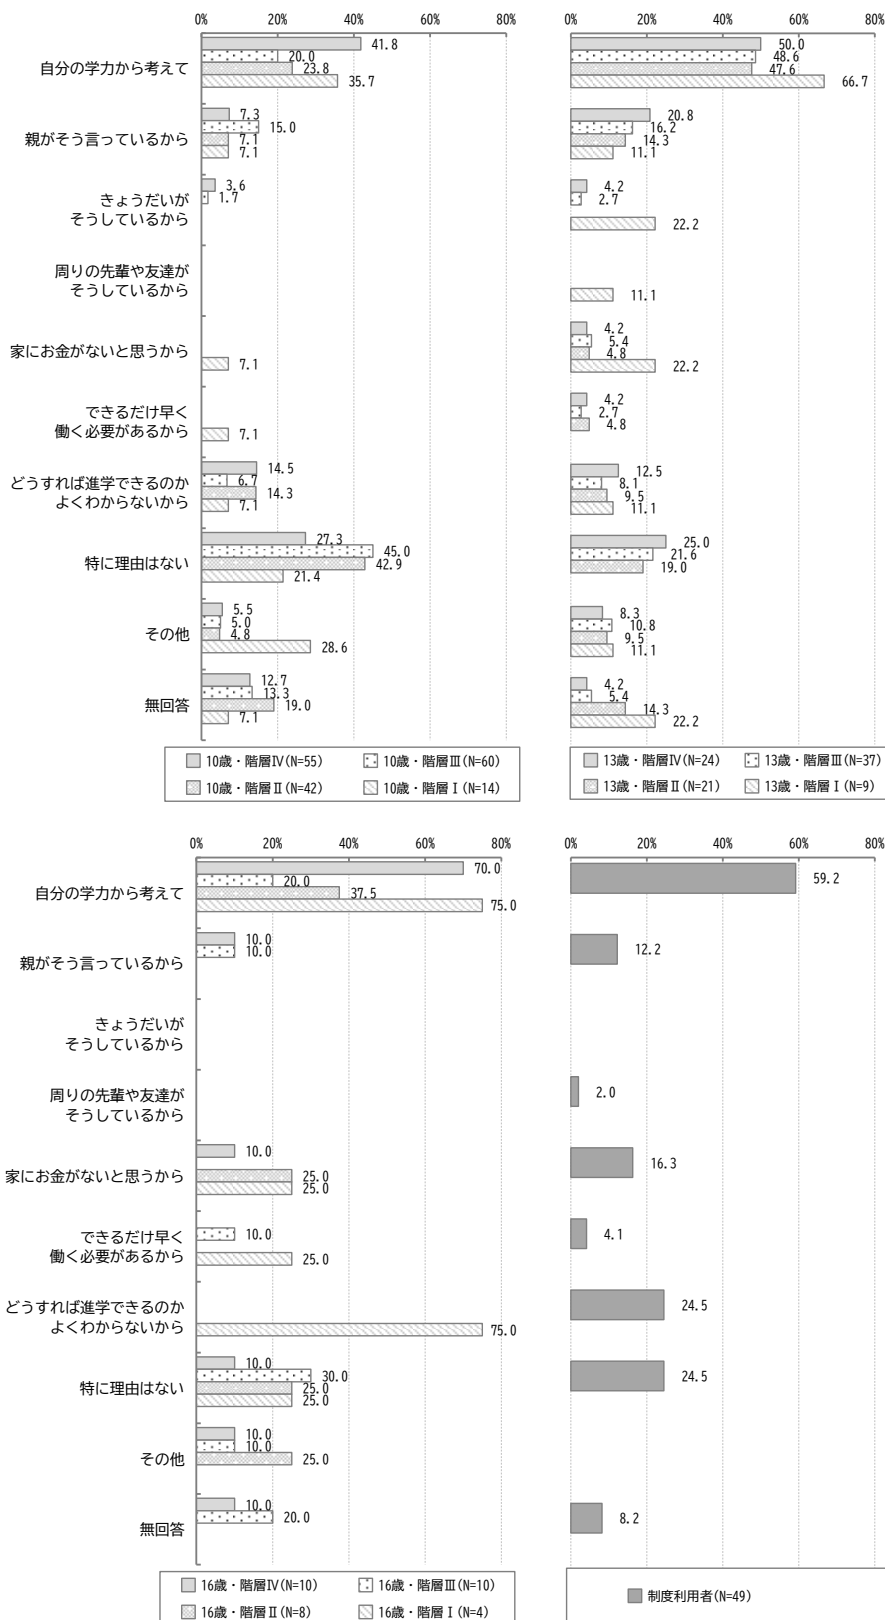 0%
20%
40%
60%
80%
自分の学力から考えて
41.8
20.0
23.8
35.7
親がそう言っているから
7.3
15.0
7.1
7.1
きょうだいが
そうしているから
3.6
1.7
周りの先輩や友達が
そうしているから
家にお金がないと思うから
7.1
できるだけ早く
働く必要があるから
7.1
どうすれば進学できるのか
よくわからないから
14.5
6.7
14.3
7.1
特に理由はない
27.3
45.0
42.9
21.4
その他
5.5
5.0
4.8
28.6
無回答
12.7
13.3
19.0
7.1
10歳・階層Ⅳ(N=55)
10歳・階層Ⅲ(N=60)
10歳・階層Ⅱ(N=42)
10歳・階層Ⅰ(N=14)
0%
20%
40%
60%
80%
50.0
48.6
47.6
66.7
20.8
16.2
14.3
11.1
4.2
2.7
22.2
11.1
4.2
5.4
4.8
22.2
4.2
2.7
4.8
12.5
8.1
9.5
11.1
25.0
21.6
19.0
8.3
10.8
9.5
11.1
4.2
5.4
14.3
22.2
13歳・階層Ⅳ(N=24)
13歳・階層Ⅲ(N=37)
13歳・階層Ⅱ(N=21)
13歳・階層Ⅰ(N=9)
0%
20%
40%
60%
80%
自分の学力から考えて
70.0
20.0
37.5
75.0
親がそう言っているから
10.0
10.0
きょうだいが
そうしているから
周りの先輩や友達が
そうしているから
家にお金がないと思うから
10.0
25.0
25.0
できるだけ早く
働く必要があるから
10.0
25.0
どうすれば進学できるのか
よくわからないから
75.0
特に理由はない
10.0
30.0
25.0
25.0
その他
10.0
10.0
25.0
無回答
10.0
20.0
16歳・階層Ⅳ(N=10)
16歳・階層Ⅲ(N=10)
16歳・階層Ⅱ(N=8)
16歳・階層Ⅰ(N=4)
0%
20%
40%
60%
80%
59.2
12.2
2.0
16.3
4.1
24.5
24.5
8.2
制度利用者(N=49)